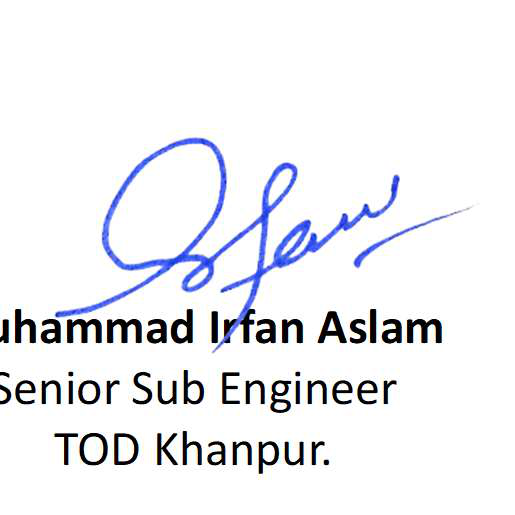 uhammad Irfan Aslam
Senior Sub Engineer
TOD Khanpur.